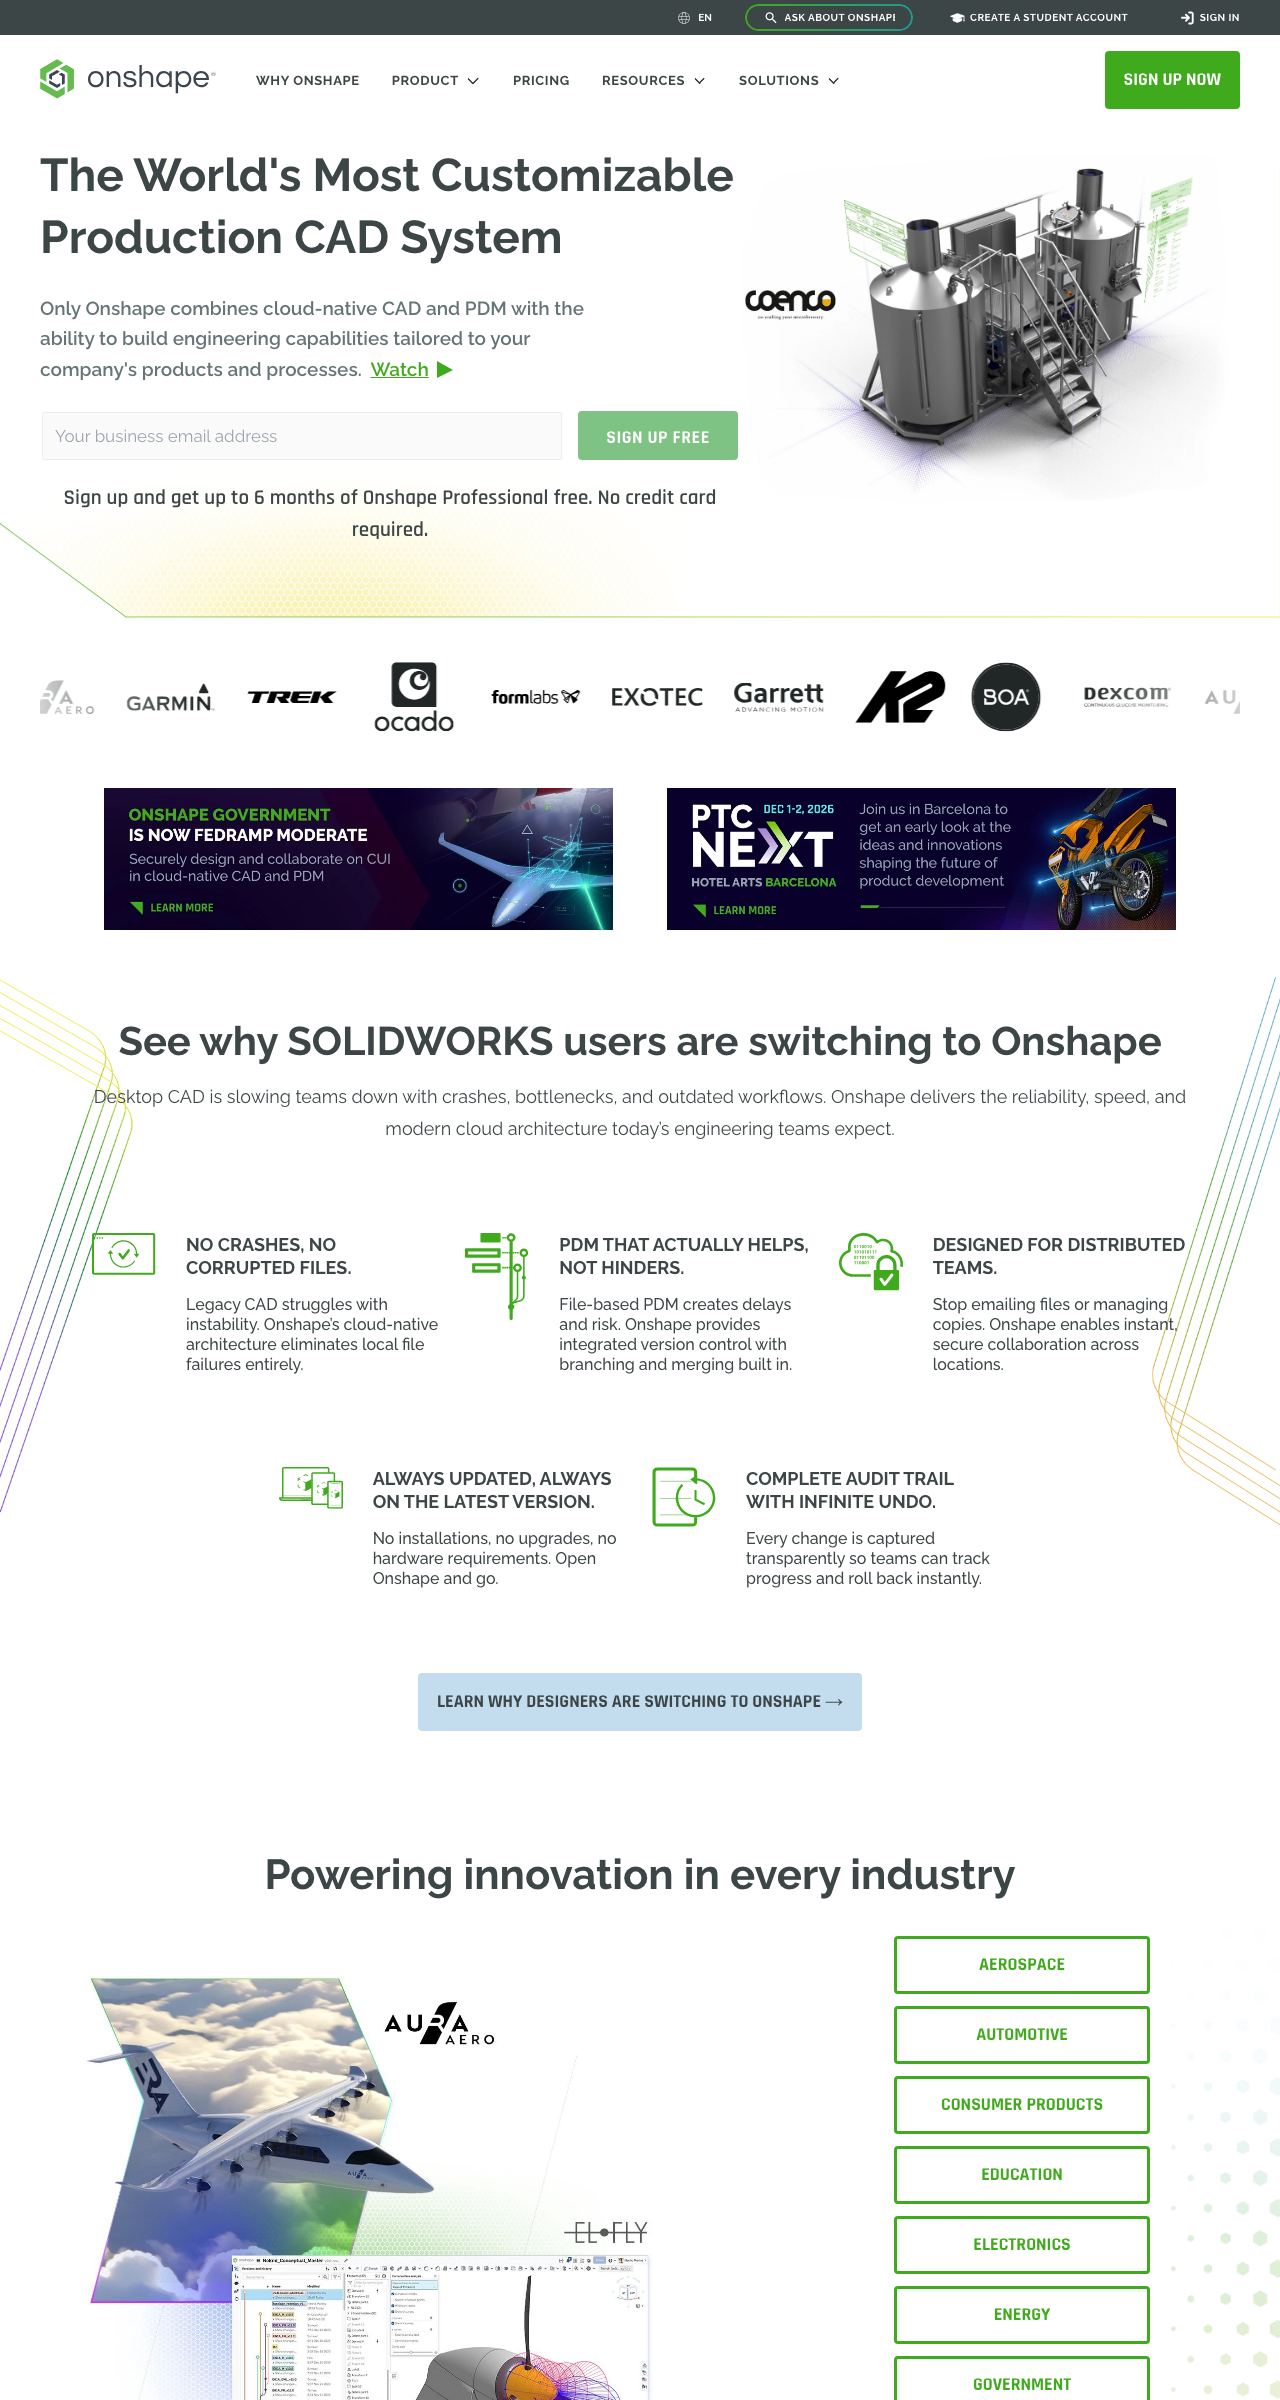 EN
ASK ABOUT ONSHAPI
CREATE A STUDENT ACCOUNT
SIGN IN
onshape
WHY ONSHAPE
PRODUCT
PRICING
RESOURCES
SOLUTIONS
SIGN UP NOW
The World's Most Customizable
Production CAD System
Only Onshape combines cloud-native CAD and PDM with the
ability to build engineering capabilities tailored to your
company's products and processes. Watch ▶
coenco
Your business email address
SIGN UP FREE
Sign up and get up to 6 months of Onshape Professional free. No credit card
required.
AERO
GARMIN
TREK
ocado
formlabs
EXOTEC
Garrett
ADVANCING MOTION
K2
BOA
Dexcom
CONTINUOUS GLUCOSE MONITORING
AU
ONSHAPE GOVERNMENT
IS NOW FEDRAMP MODERATE
Securely design and collaborate on CUI
in cloud-native CAD and PDM
LEARN MORE
PTC
DEC 1-2, 2026
NEXT
HOTEL ARTS BARCELONA
LEARN MORE
Join us in Barcelona to
get an early look at the
ideas and innovations
shaping the future of
product development
See why SOLIDWORKS users are switching to Onshape
Desktop CAD is slowing teams down with crashes, bottlenecks, and outdated workflows. Onshape delivers the reliability, speed, and
modern cloud architecture today's engineering teams expect.
NO CRASHES, NO
CORRUPTED FILES.
Legacy CAD struggles with
instability. Onshape's cloud-native
architecture eliminates local file
failures entirely.
PDM THAT ACTUALLY HELPS,
NOT HINDERS.
File-based PDM creates delays
and risk. Onshape provides
integrated version control with
branching and merging built in.
DESIGNED FOR DISTRIBUTED
TEAMS.
Stop emailing files or managing
copies. Onshape enables instant,
secure collaboration across
locations.
ALWAYS UPDATED, ALWAYS
ON THE LATEST VERSION.
No installations, no upgrades, no
hardware requirements. Open
Onshape and go.
COMPLETE AUDIT TRAIL
WITH INFINITE UNDO.
Every change is captured
transparently so teams can track
progress and roll back instantly.
LEARN WHY DESIGNERS ARE SWITCHING TO ONSHAPE →
Powering innovation in every industry
AURA
AERO
EL•FLY
AEROSPACE
AUTOMOTIVE
CONSUMER PRODUCTS
EDUCATION
ELECTRONICS
ENERGY
GOVERNMENT